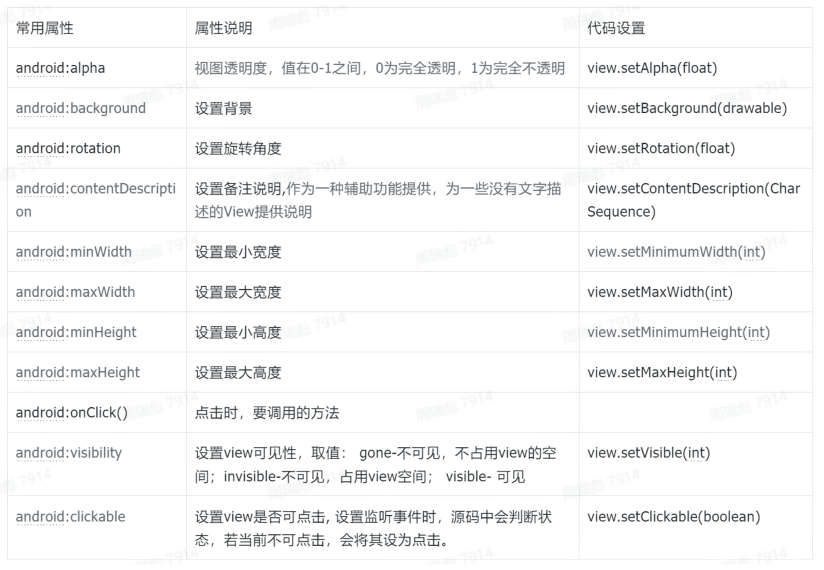 常用属性 属性说明 代码设置
android:alpha 视图透明度，值在0-1之间，0为完全透明，1为完全不透明 view.setAlpha(float)
android:background 设置背景 view.setBackground(drawable)
android:rotation 设置旋转角度 view.setRotation(float)
android:contentDescripti 设置备注说明,作为一种辅助功能提供，为一些没有文字描 view.setContentDescription(Char
on 述的View提供说明 Sequence)
android:minWidth 设置最小宽度 view.setMinimumWidth(int)
android:maxWidth 设置最大宽度 view.setMaxWidth(int)
android:minHeight 设置最小高度 view.setMinimumHeight(int)
android:maxHeight 设置最大高度 view.setMaxHeight(int)
android:onClick() 点击时，要调用的方法
android:visibility 设置view可见性，取值： gone-不可见，不占用view的空 view.setVisible(int)
间；invisible-不可见，占用view空间； visible- 可见
android:clickable 设置view是否可点击, 设置监听事件时，源码中会判断状 view.setClickable(boolean)
态，若当前不可点击，会将其设为点击。